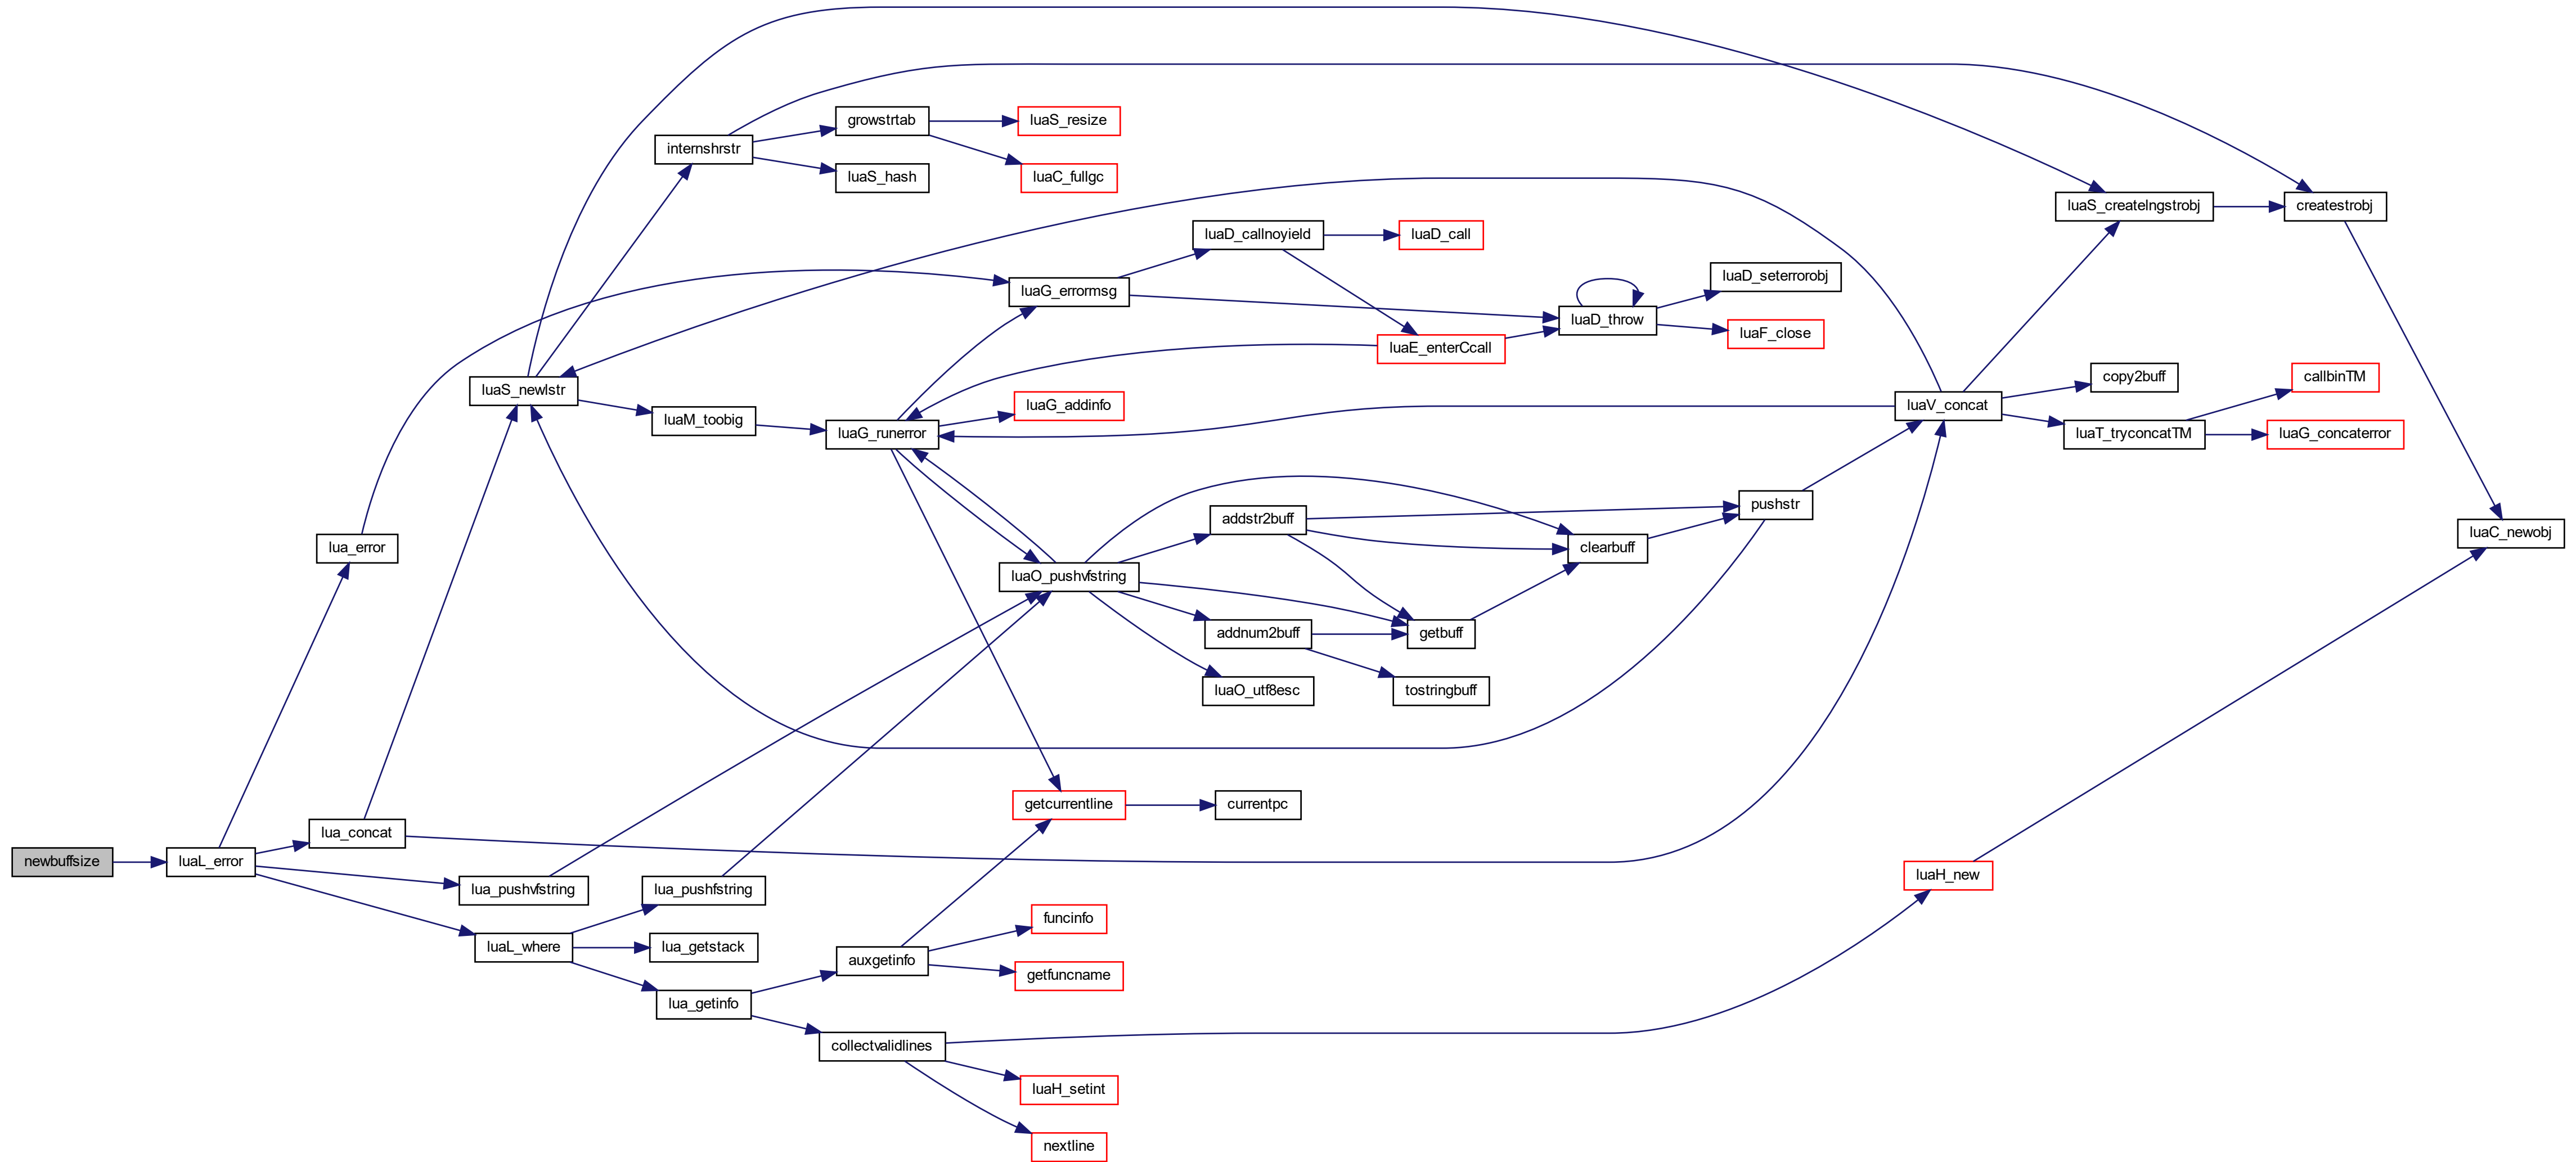 growstrtab
luaS_resize
internshrstr
luaS_hash
luaC_fullgc
luaS_createlngstrobj
createstrobj
luaD_callnoyield
luaD_call
luaG_errormsg
luaD_seterrorobj
luaD_throw
luaF_close
luaE_enterCcall
luaS_newlstr
luaM_toobig
luaG_runerror
luaG_addinfo
luaV_concat
copy2buff
callbinTM
luaT_tryconcatTM
luaG_concaterror
lua_error
luaO_pushvfstring
addstr2buff
pushstr
clearbuff
luaC_newobj
addnum2buff
getbuff
luaO_utf8esc
tostringbuff
getcurrentline
currentpc
newbuffsize
luaL_error
lua_concat
lua_pushvfstring
lua_pushfstring
luaH_new
luaL_where
lua_getstack
auxgetinfo
funcinfo
getfuncname
lua_getinfo
collectvalidlines
luaH_setint
nextline